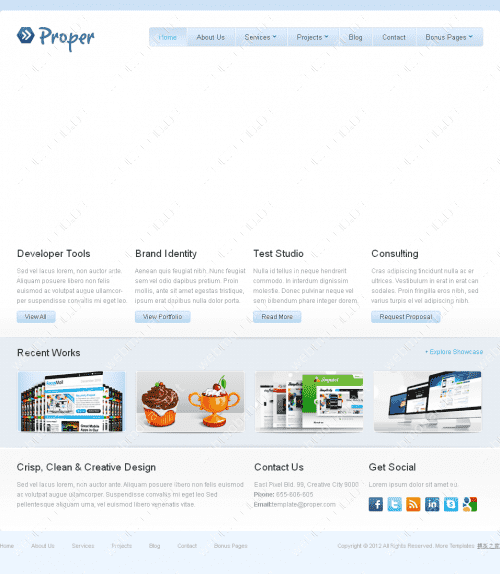 Proper
Home About Us Services Projects Blog Contact Bonus Pages
Developer Tools Brand Identity Test Studio Consulting
Sed vel lacus lorem, non auctor ante. Aenean quis feugiat nibh. Nunc feugiat Nulla id tellus in neque hendrerit Cras adipiscing tincidunt nulla ac er
Aliquam posuere libero non felis sem vel odio dapibus pretium. Proin commodo. In interdum dignissim ultrices. Vestibulum in erat in erat con
euismod ac volutpat augue ullamcor- mollis, ante sit amet egestas tristique, molestie. Donec pulvinar neque vel sodales. Proin fringilla eros nibh, sed
per suspendisse convallis mi eget leo. ipsum erat dapibus nulla dolor porta. sem bibendum pharetra integer dorem. varius turpis el vel adipiscing nibh.
View All View Portfolio Read More Request Proposal
Recent Works + Explore Showcase
Crisp, Clean & Creative Design Contact Us Get Social
Sed vel lacus lorem, non auctor ante. Aliquam posuere libero non felis euismod East Pixel Bld. 99, Creative City 9000 Lorem ipsum dolor sit amet eu.
ac volutpat augue ullamcorper. Suspendisse convallis mi eget leo Sed Phone: 655-606-605
pellentesque aliquam urna, vel euismod libero venenatis vitae. Email:template@proper.com
Home About Us Services Projects Blog Contact Bonus Pages Copyright © 2012 All Rights Reserved. More Templates